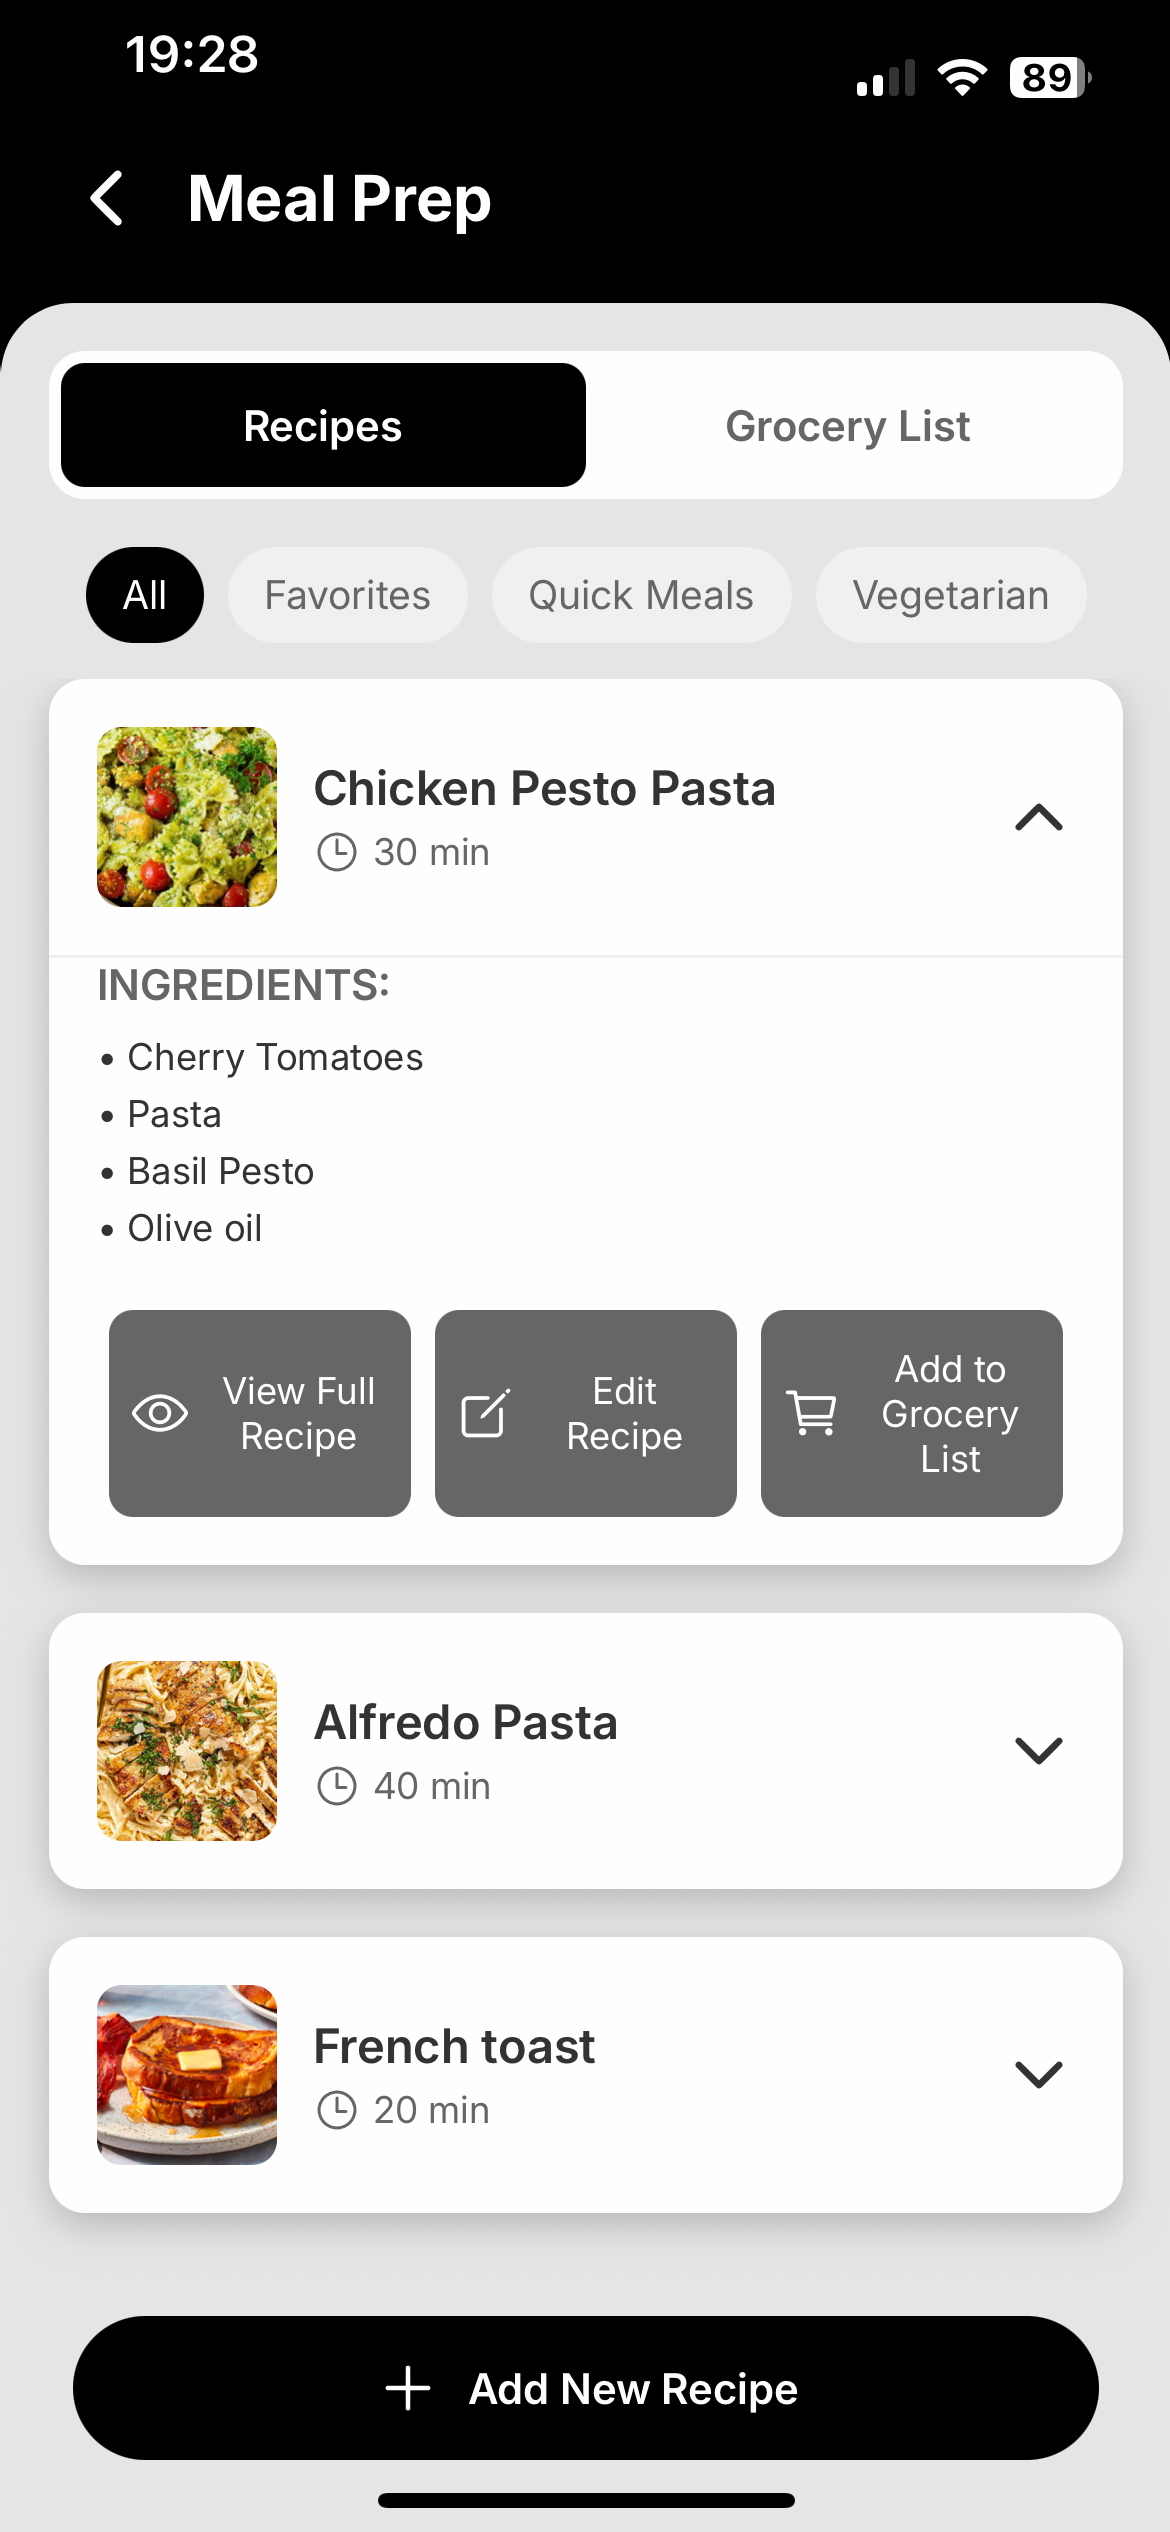 19:28
89
Meal Prep
Recipes
Grocery List
All
Favorites
Quick Meals
Vegetarian
Chicken Pesto Pasta
30 min
INGREDIENTS:
• Cherry Tomatoes
• Pasta
• Basil Pesto
• Olive oil
View Full
Recipe
Edit
Recipe
Add to
Grocery
List
Alfredo Pasta
40 min
French toast
20 min
Add New Recipe